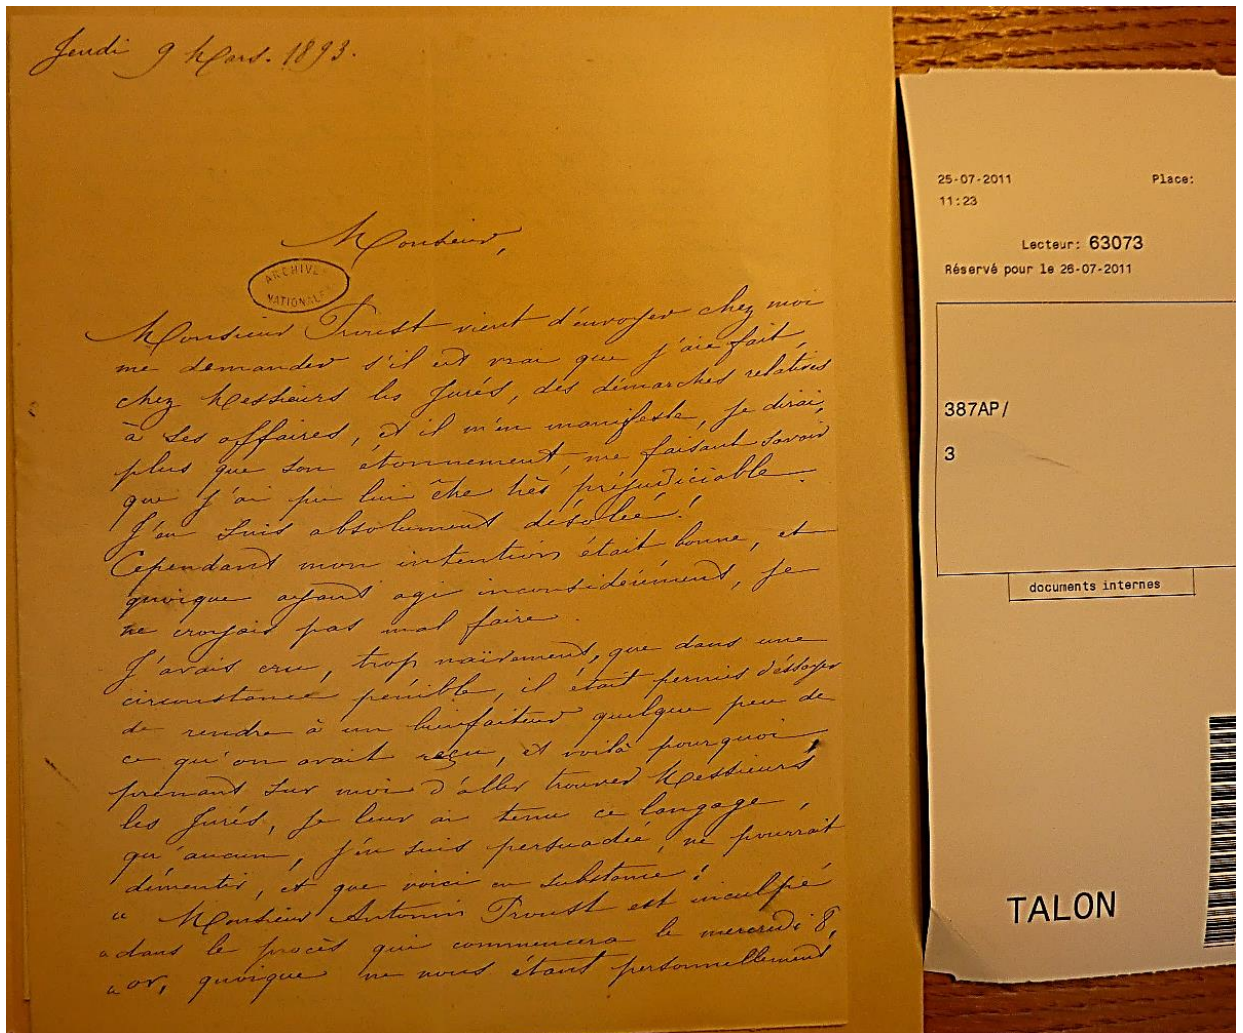 Jeudi 9 Mars. 1893.
Monsieur,
ARCHIVES
NATIONALES
Monsieur Proust vient d'envoyer chez moi
me demander s'il est vrai que j'aie fait,
chez Messieurs les Jurés, des démarches relatives
à ses affaires, et il m'en manifeste, je dirai,
plus que son étonnement, me faisant savoir
que j'ai pu lui être très préjudiciable.
J'en suis absolument désolée !
Cependant mon intention était bonne, et
quoique ayant agi inconsidérément, je
ne croyais pas mal faire.
J'avais cru, trop naïvement, que dans une
circonstance pénible, il était permis d'éssayer
de rendre à un bienfaiteur quelque peu de
ce qu'on avait reçu, et voilà pourquoi
prenant sur moi d'aller trouver Messieurs
les Jurés, je leur ai tenu ce langage,
qu'aucun, j'en suis persuadée, ne pourrait
démentir, et que voici en substance :
" Monsieur Antonin Proust est inculpé
" dans le procès qui commencera le mercredi 8,
" or, quoique ne nous étant personnellement
25-07-2011 Place:
11:23
Lecteur: 63073
Réservé pour le 26-07-2011
387AP/
3
documents internes
TALON